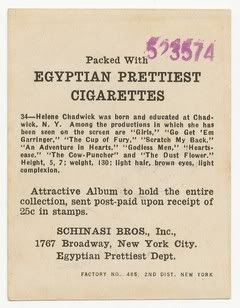 523574
Packed With
EGYPTIAN PRETTIEST
CIGARETTES
34—Helene Chadwick was born and educated at Chad-
wick, N. Y. Among the productions in which she has
been seen on the screen are "Girls," "Go Get 'Em
Garringer," "The Cup of Fury," "Scratch My Back,"
"An Adventure in Hearts," "Godless Men," "Hearts-
ease," "The Cow-Puncher" and "The Dust Flower."
Height, 5, 7; weight, 130; light hair, brown eyes, light
complexion.
Attractive Album to hold the entire
collection, sent post-paid upon receipt of
25c in stamps.
SCHINASI BROS., Inc.,
1767 Broadway, New York City.
Egyptian Prettiest Dept.
FACTORY NO. 485, 2ND DIST. NEW YORK